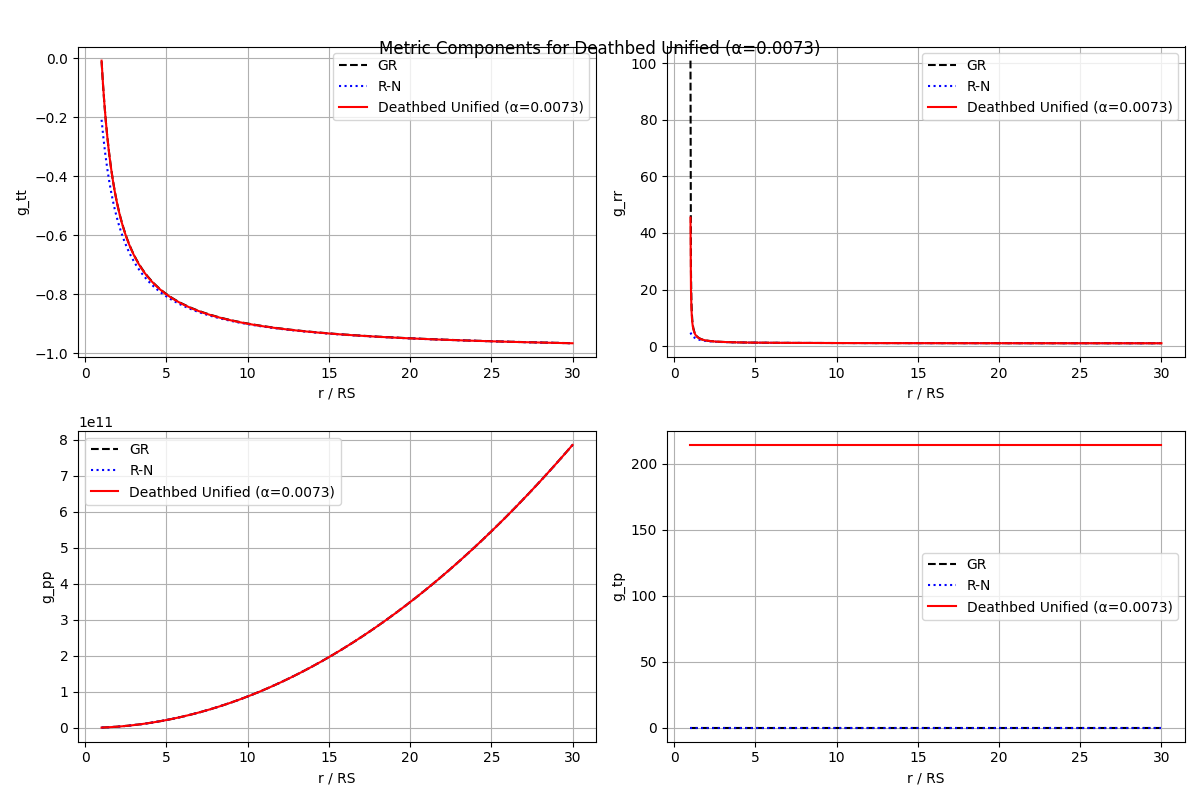 Metric Components for Deathbed Unified (α=0.0073)
0.0
−0.2
−0.4
−0.6
−0.8
−1.0
g_tt
GR
R-N
Deathbed Unified (α=0.0073)
0 5 10 15 20 25 30
r / RS
100
80
60
40
20
0
g_rr
GR
R-N
Deathbed Unified (α=0.0073)
0 5 10 15 20 25 30
r / RS
1e11
8
7
6
5
4
3
2
1
0
g_pp
GR
R-N
Deathbed Unified (α=0.0073)
0 5 10 15 20 25 30
r / RS
200
150
100
50
0
g_tp
GR
R-N
Deathbed Unified (α=0.0073)
0 5 10 15 20 25 30
r / RS